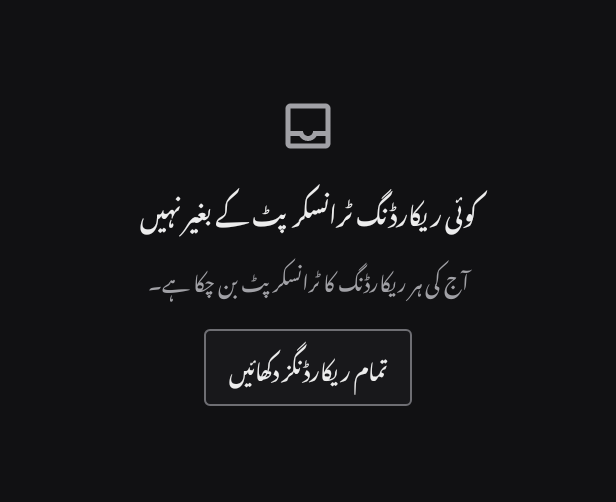 کوئی ریکارڈنگ ٹرانسکرپٹ کے بغیر نہیں
آج کی ہر ریکارڈنگ کا ٹرانسکرپٹ بن چکا ہے۔
تمام ریکارڈنگز دکھائیں